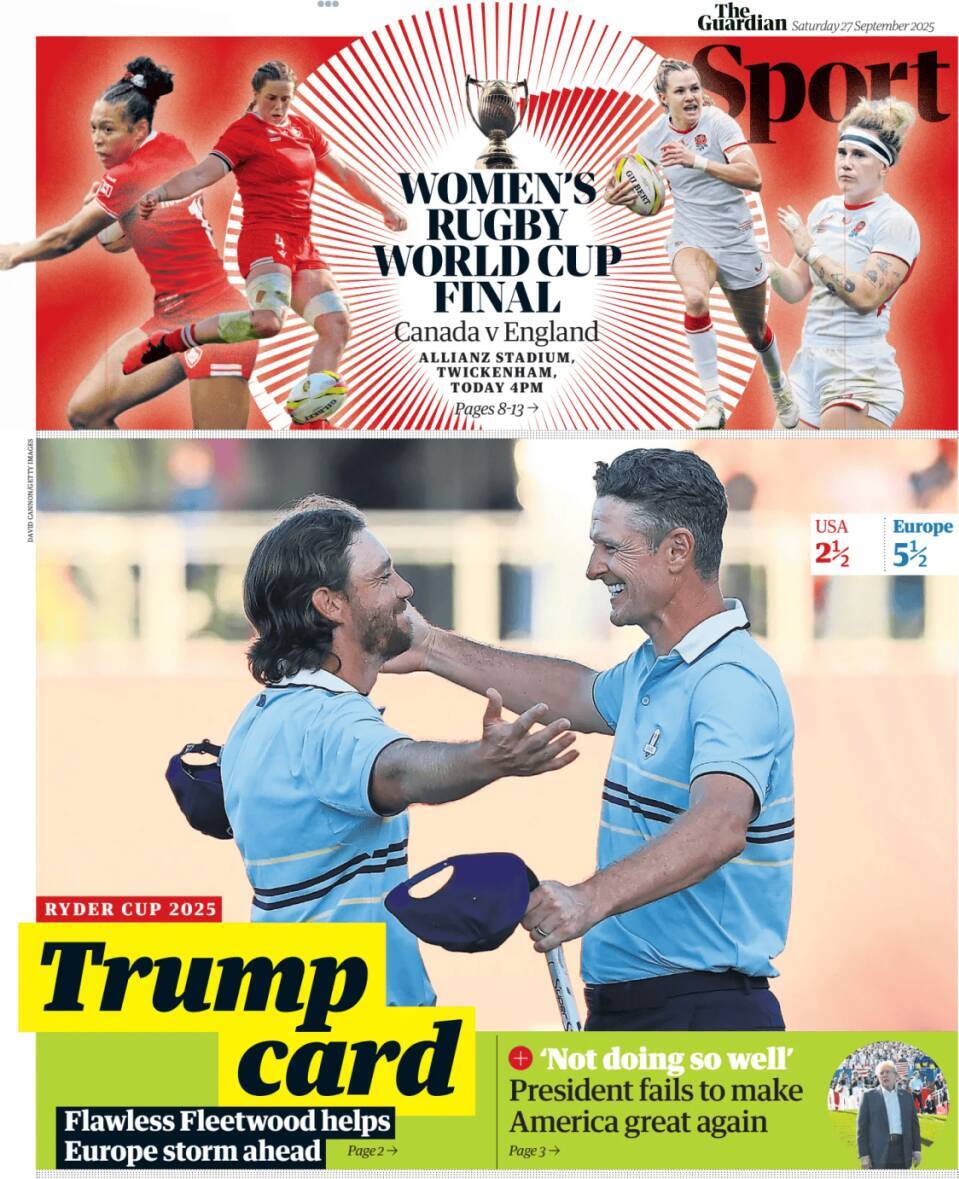 The
Guardian Saturday 27 September 2025
Sport
WOMEN'S
RUGBY
WORLD CUP
FINAL
Canada v England
ALLIANZ STADIUM,
TWICKENHAM,
TODAY 4PM
Pages 8-13 →
GILBERT
GILBERT
4
DAVID CANNON/GETTY IMAGES
USA
2½
Europe
5½
RYDER CUP 2025
Trump
card
Flawless Fleetwood helps
Europe storm ahead Page 2 →
+ 'Not doing so well'
President fails to make
America great again
Page 3 →